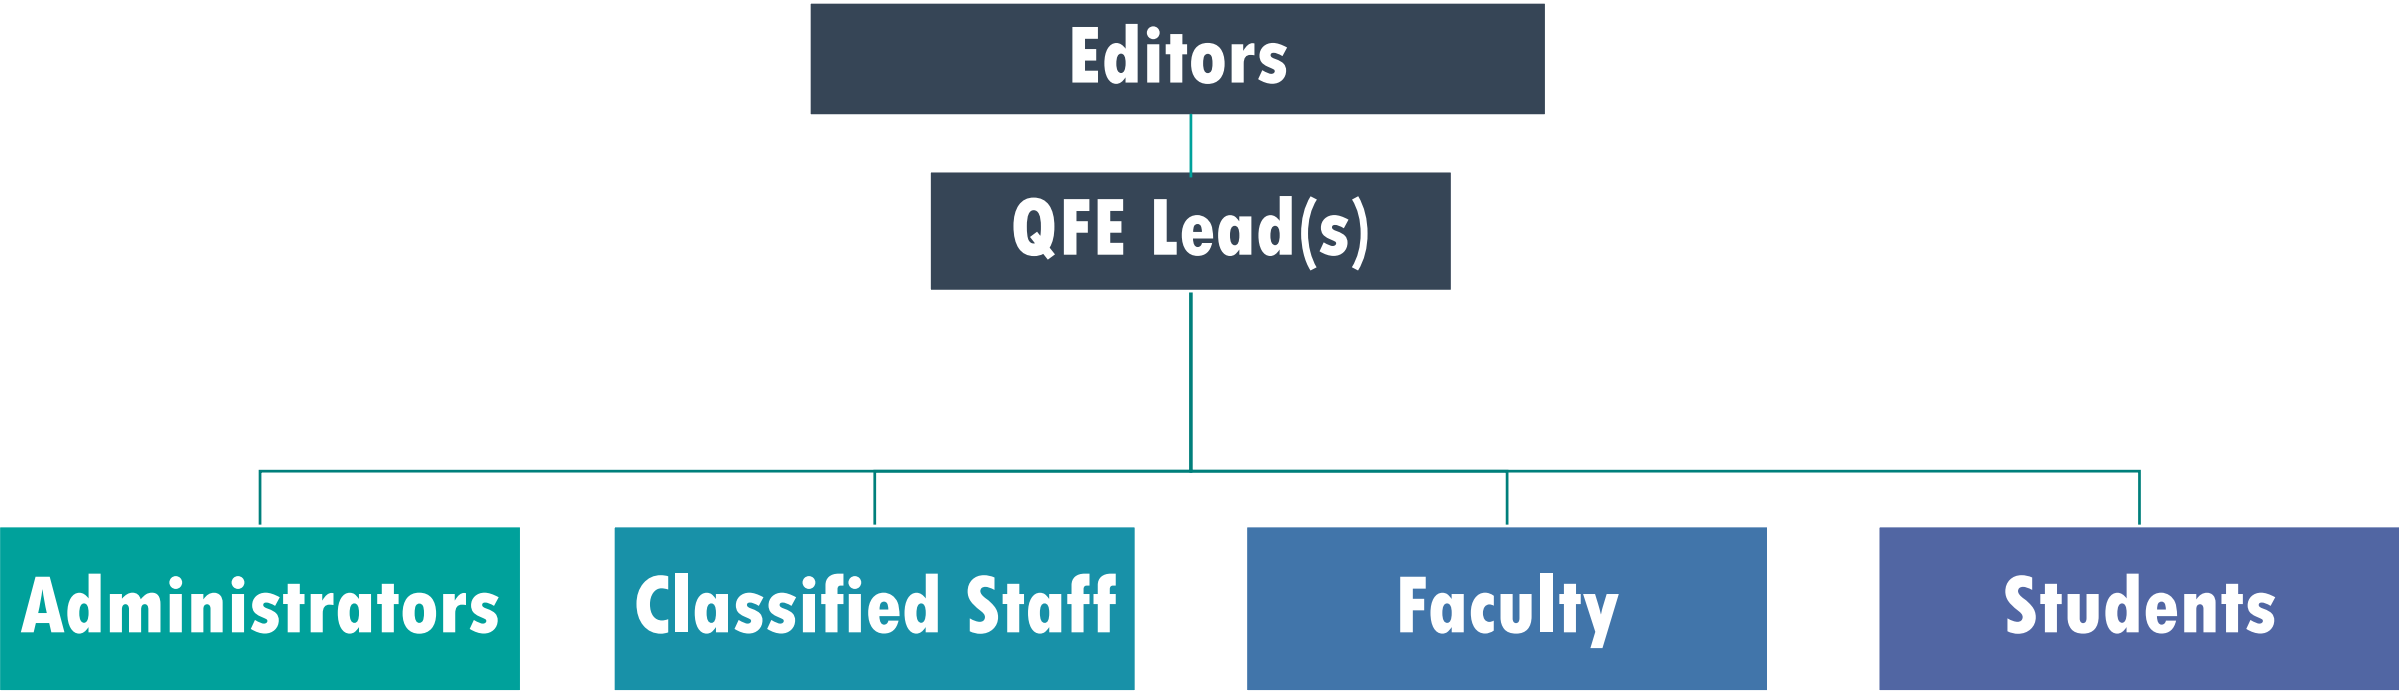 Editors
QFE Lead(s)
Administrators
Classified Staff
Faculty
Students